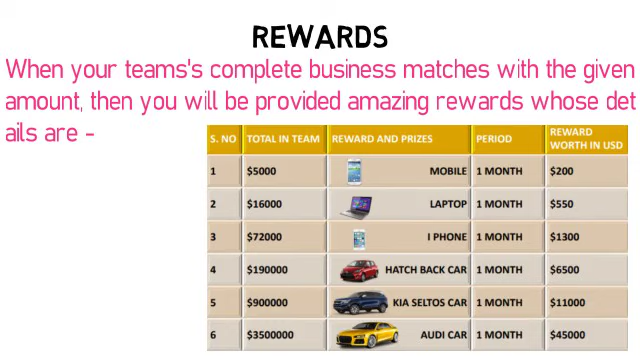 REWARDS
When your teams's complete business matches with the given
amount, then you will be provided amazing rewards whose det
ails are -
S. NO TOTAL IN TEAM REWARD AND PRIZES PERIOD REWARD WORTH IN USD
1 $5000 MOBILE 1 MONTH $200
2 $16000 LAPTOP 1 MONTH $550
3 $72000 I PHONE 1 MONTH $1300
4 $190000 HATCH BACK CAR 1 MONTH $6500
5 $900000 KIA SELTOS CAR 1 MONTH $11000
6 $3500000 AUDI CAR 1 MONTH $45000